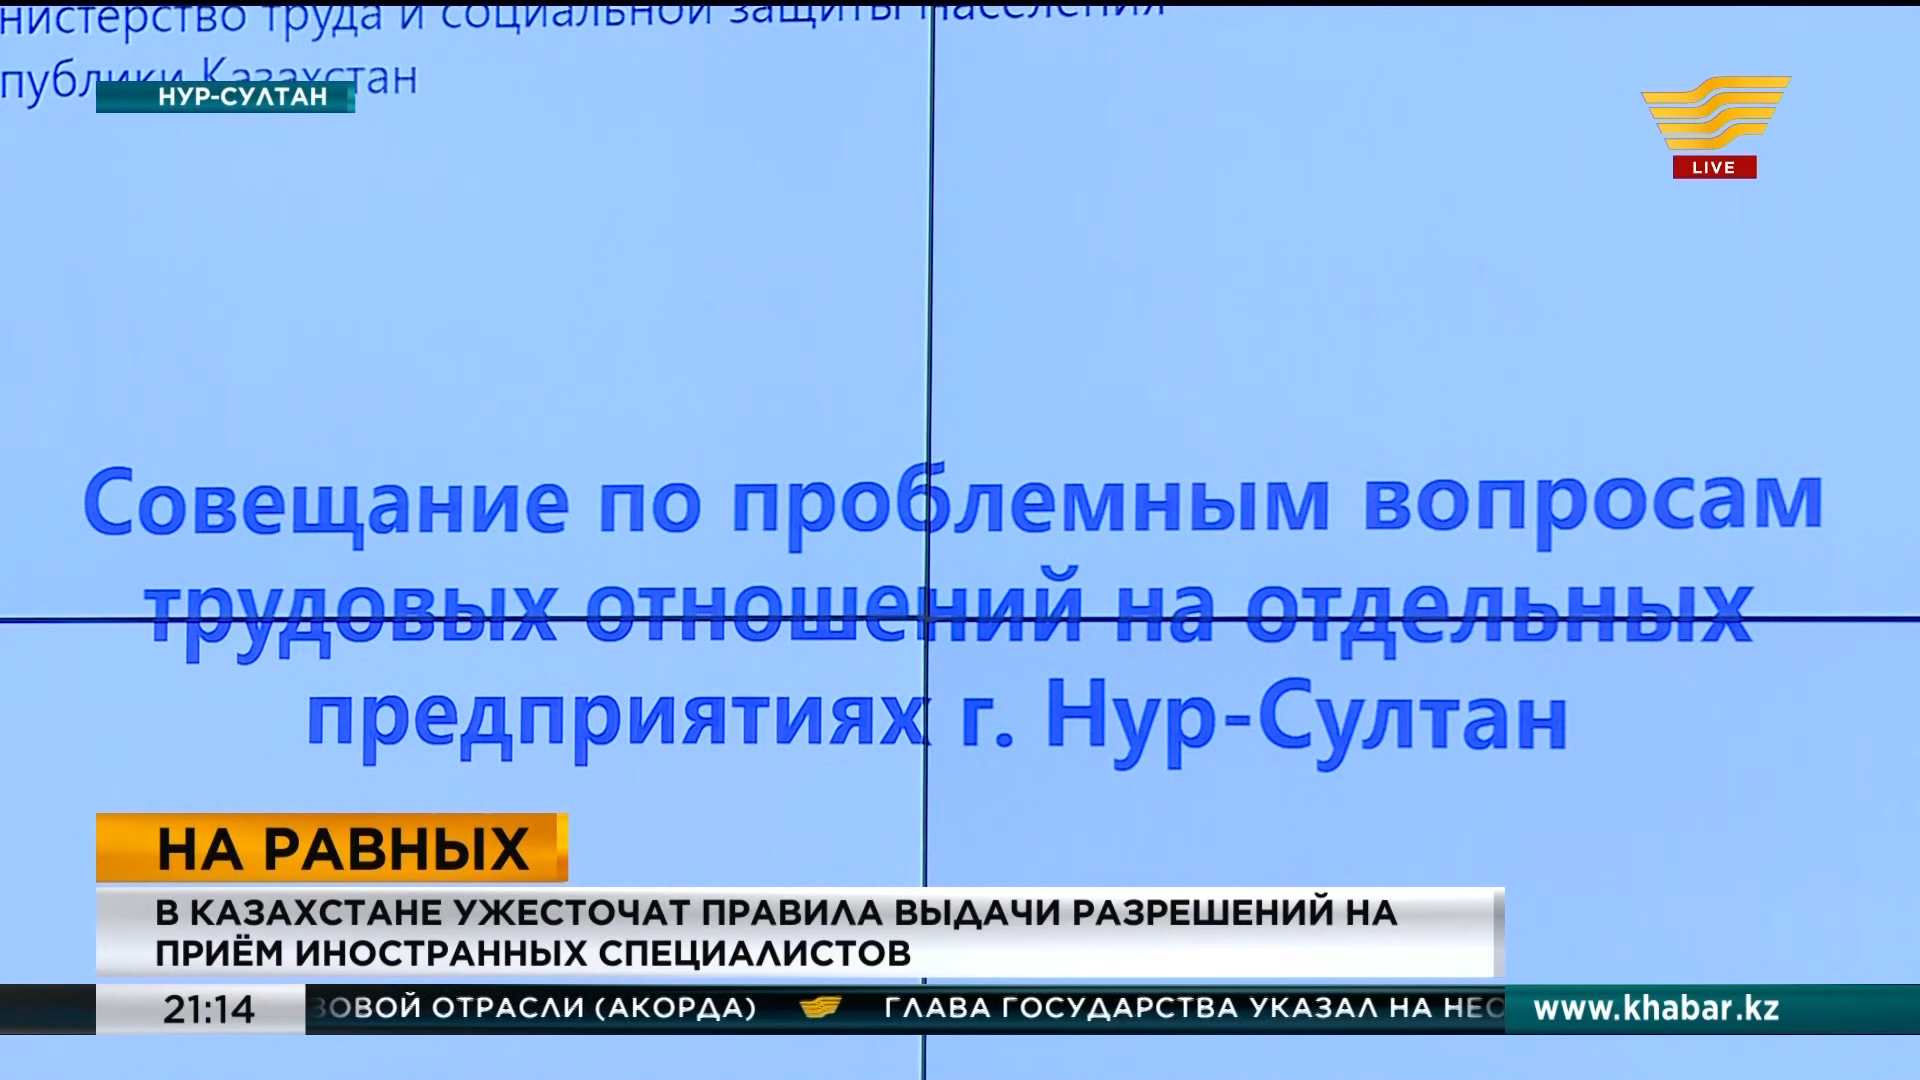 нистерство труда и социальной защиты населения
публики Казахстан
НУР-СУЛТАН
LIVE
Совещание по проблемным вопросам
трудовых отношений на отдельных
предприятиях г. Нур-Султан
НА РАВНЫХ
В КАЗАХСТАНЕ УЖЕСТОЧАТ ПРАВИЛА ВЫДАЧИ РАЗРЕШЕНИЙ НА
ПРИЁМ ИНОСТРАННЫХ СПЕЦИАЛИСТОВ
21:14 ЗОВОЙ ОТРАСЛИ (АКОРДА) ГЛАВА ГОСУДАРСТВА УКАЗАЛ НА НЕО www.khabar.kz